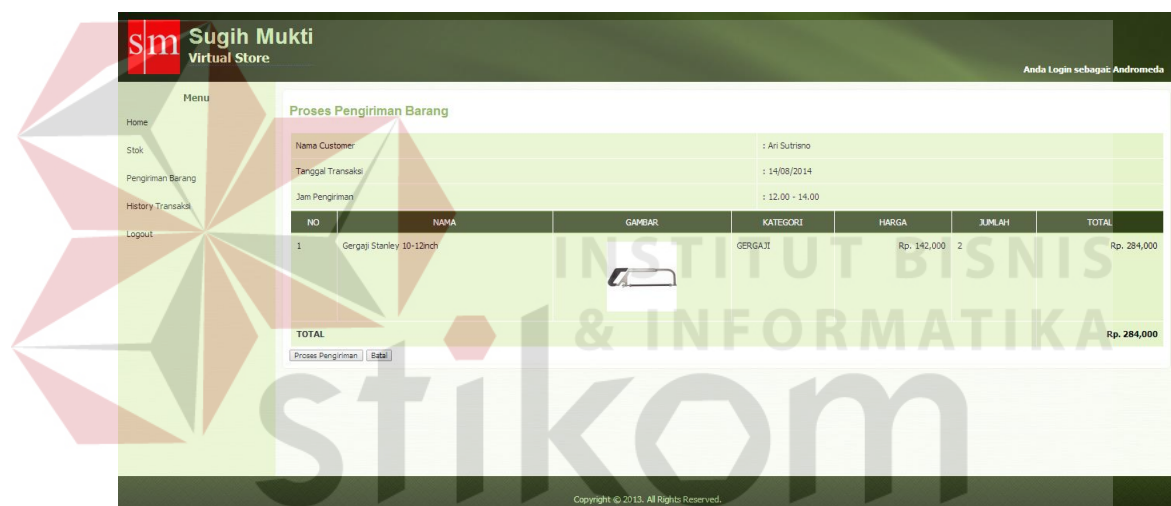 sm Sugih Mukti
Virtual Store
Anda Login sebagai: Andromeda
Menu
Home
Stok
Pengiriman Barang
History Transaksi
Logout
Proses Pengiriman Barang
Nama Customer : Ari Sutrisno
Tanggal Transaksi : 14/08/2014
Jam Pengiriman : 12.00 - 14.00
NO NAMA GAMBAR KATEGORI HARGA JUMLAH TOTAL
1 Gergaji Stanley 10-12inch GERGAJI Rp. 142,000 2 Rp. 284,000
TOTAL Rp. 284,000
Proses Pengiriman Batal
INSTITUT BISNIS
& INFORMATIKA
stikom
Copyright © 2013. All Rights Reserved.